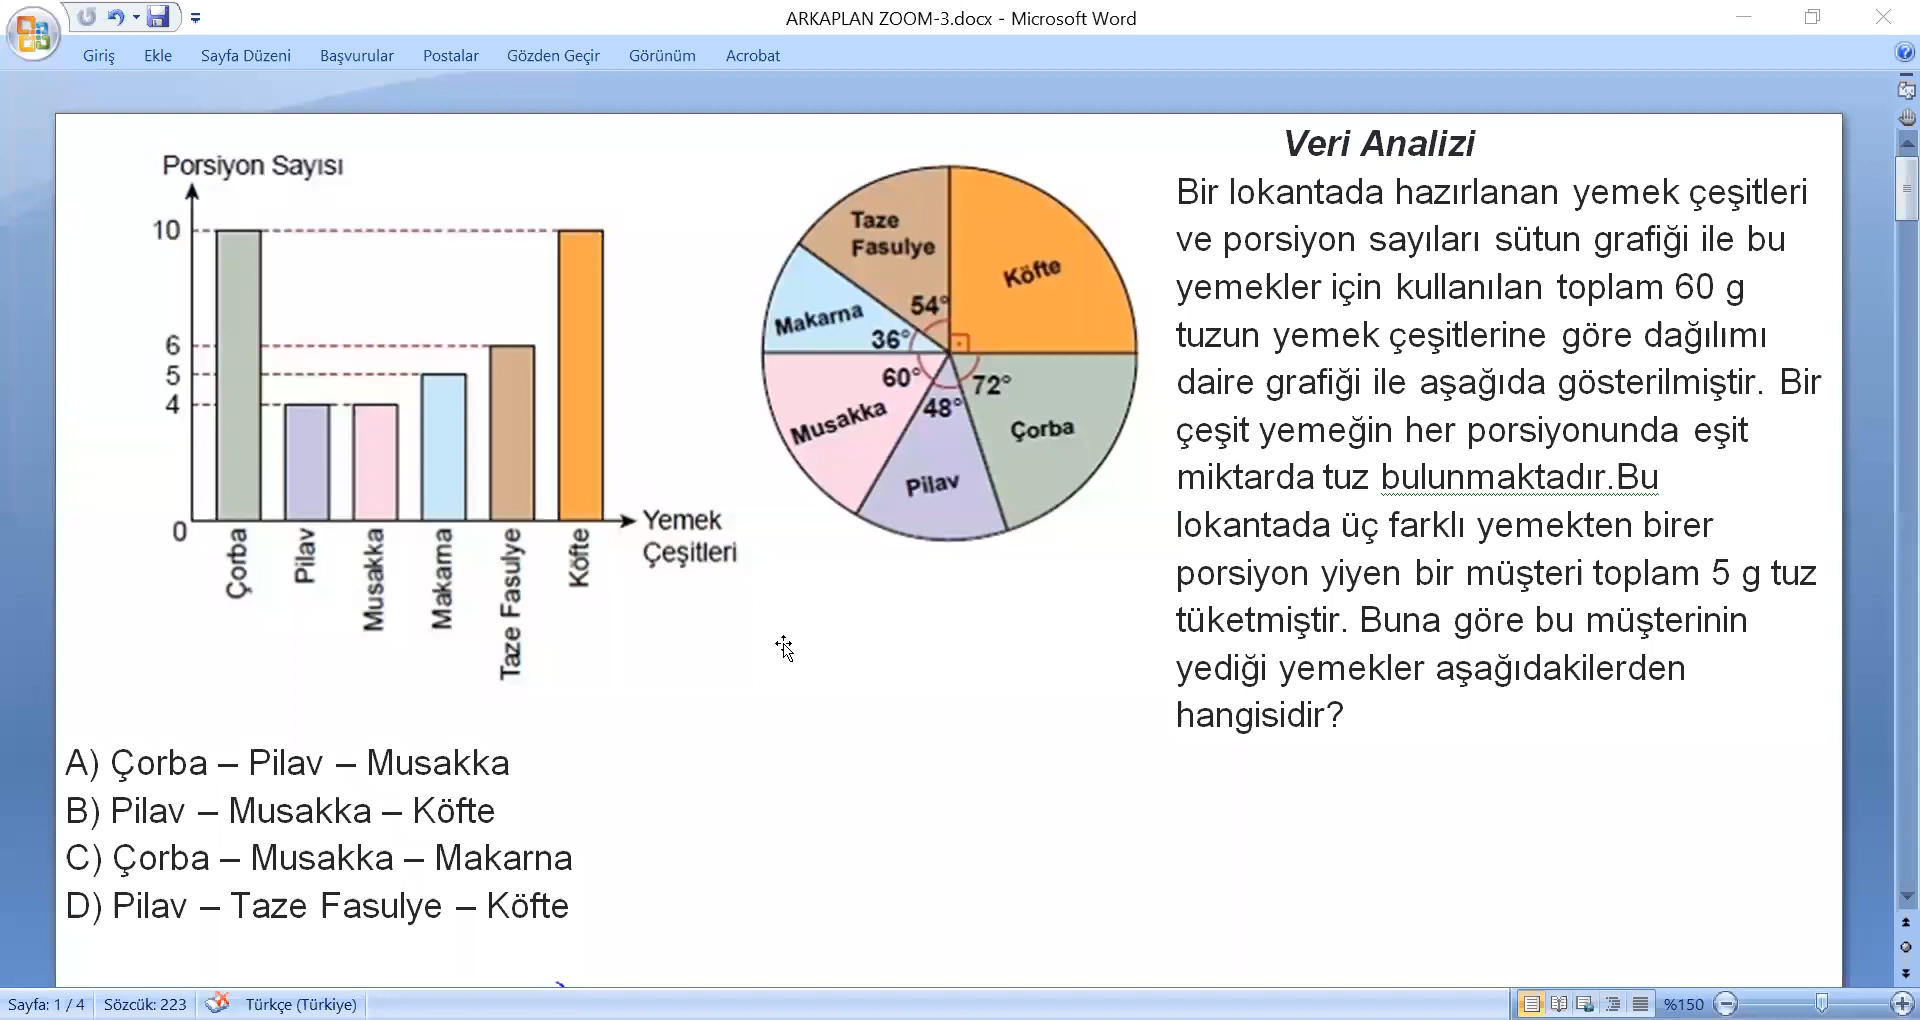 ARKAPLAN ZOOM-3.docx - Microsoft Word
Giriş Ekle Sayfa Düzeni Başvurular Postalar Gözden Geçir Görünüm Acrobat
Porsiyon Sayısı
10
6
5
4
0
Çorba
Pilav
Musakka
Makarna
Taze Fasulye
Köfte
Yemek
Çeşitleri
Taze
Fasulye
54°
Köfte
Makarna
36°
60°
Musakka
48°
Pilav
72°
Çorba
Veri Analizi
Bir lokantada hazırlanan yemek çeşitleri
ve porsiyon sayıları sütun grafiği ile bu
yemekler için kullanılan toplam 60 g
tuzun yemek çeşitlerine göre dağılımı
daire grafiği ile aşağıda gösterilmiştir. Bir
çeşit yemeğin her porsiyonunda eşit
miktarda tuz bulunmaktadır.Bu
lokantada üç farklı yemekten birer
porsiyon yiyen bir müşteri toplam 5 g tuz
tüketmiştir. Buna göre bu müşterinin
yediği yemekler aşağıdakilerden
hangisidir?
A) Çorba – Pilav – Musakka
B) Pilav – Musakka – Köfte
C) Çorba – Musakka – Makarna
D) Pilav – Taze Fasulye – Köfte
Sayfa: 1 / 4 Sözcük: 223 Türkçe (Türkiye) %150